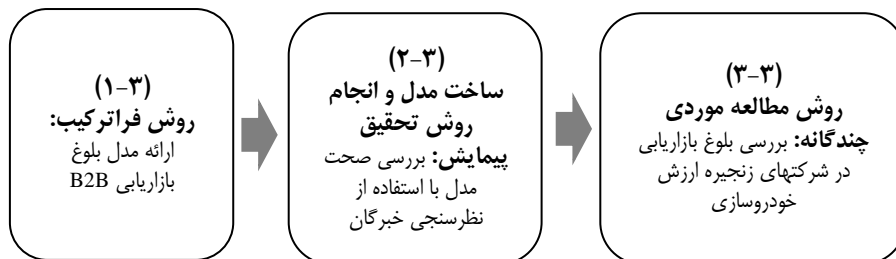 (۳-۱)
روش فراترکیب:
ارائه مدل بلوغ
بازاریابی B2B
(۳-۲)
ساخت مدل و انجام
روش تحقیق
پیمایش: بررسی صحت
مدل با استفاده از
نظرسنجی خبرگان
(۳-۳)
روش مطالعه موردی
چندگانه: بررسی بلوغ بازاریابی
در شرکتهای زنجیره ارزش
خودروسازی